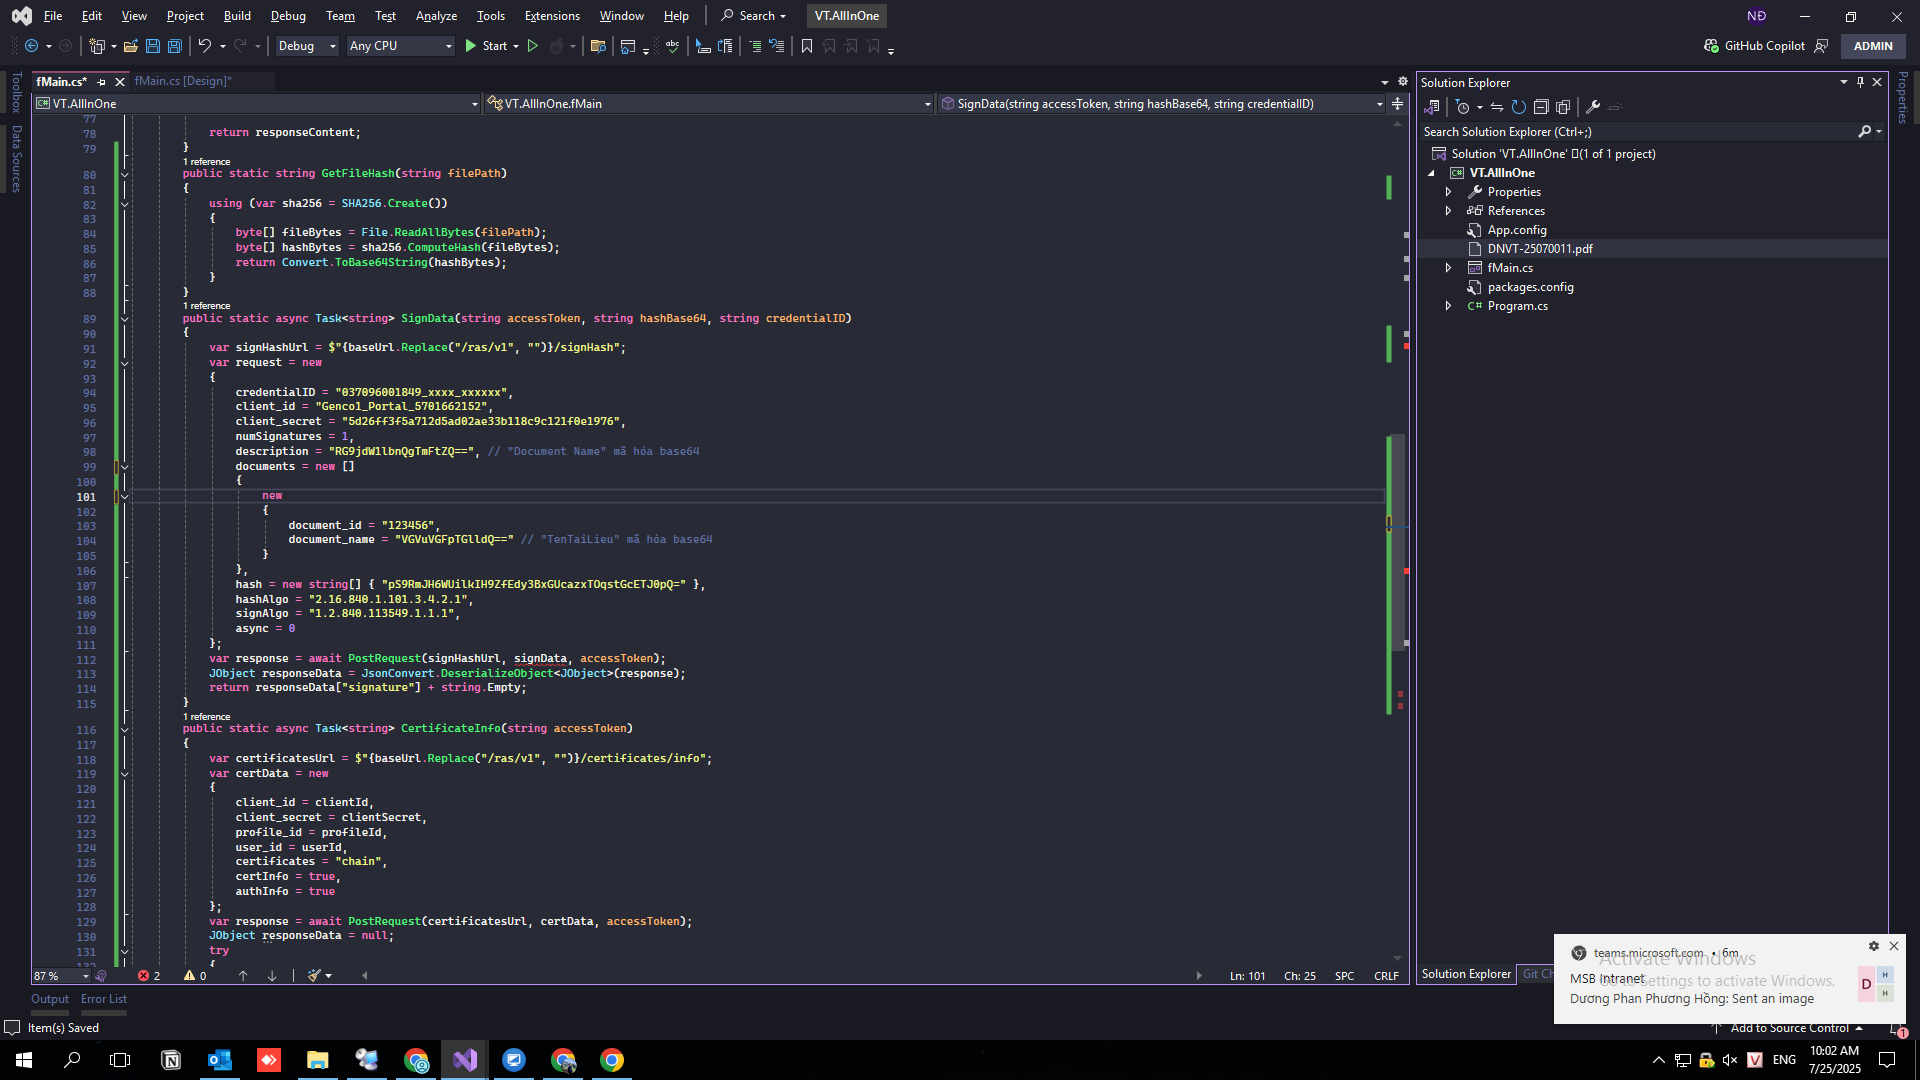 File Edit View Project Build Debug Team Test Analyze Tools Extensions Window Help Search VT.AllInOne NĐ
Debug Any CPU Start GitHub Copilot ADMIN
Toolbox
Data Sources
fMain.cs* fMain.cs [Design]*
VT.AllInOne VT.AllInOne.fMain SignData(string accessToken, string hashBase64, string credentialID)
77
78 return responseContent;
79 }
1 reference
80 public static string GetFileHash(string filePath)
81 {
82 using (var sha256 = SHA256.Create())
83 {
84 byte[] fileBytes = File.ReadAllBytes(filePath);
85 byte[] hashBytes = sha256.ComputeHash(fileBytes);
86 return Convert.ToBase64String(hashBytes);
87 }
88 }
1 reference
89 public static async Task<string> SignData(string accessToken, string hashBase64, string credentialID)
90 {
91 var signHashUrl = $"{baseUrl.Replace("/ras/v1", "")}/signHash";
92 var request = new
93 {
94 credentialID = "037096001849_xxxx_xxxxxx",
95 client_id = "Genco1_Portal_5701662152",
96 client_secret = "5d26ff3f5a712d5ad02ae33b118c9c121f0e1976",
97 numSignatures = 1,
98 description = "RG9jdW1lbnQgTmFtZQ==", // "Document Name" mã hóa base64
99 documents = new []
100 {
101 new
102 {
103 document_id = "123456",
104 document_name = "VGVuVGFpTGlldQ==" // "TenTaiLieu" mã hóa base64
105 }
106 },
107 hash = new string[] { "pS9RmJH6WUilkIH9ZfEdy3BxGUcazxTOqstGcETJ0pQ=" },
108 hashAlgo = "2.16.840.1.101.3.4.2.1",
109 signAlgo = "1.2.840.113549.1.1.1",
110 async = 0
111 };
112 var response = await PostRequest(signHashUrl, signData, accessToken);
113 JObject responseData = JsonConvert.DeserializeObject<JObject>(response);
114 return responseData["signature"] + string.Empty;
115 }
1 reference
116 public static async Task<string> CertificateInfo(string accessToken)
117 {
118 var certificatesUrl = $"{baseUrl.Replace("/ras/v1", "")}/certificates/info";
119 var certData = new
120 {
121 client_id = clientId,
122 client_secret = clientSecret,
123 profile_id = profileId,
124 user_id = userId,
125 certificates = "chain",
126 certInfo = true,
127 authInfo = true
128 };
129 var response = await PostRequest(certificatesUrl, certData, accessToken);
130 JObject responseData = null;
131 try
132 {
87 % 2 0 Ln: 101 Ch: 25 SPC CRLF
Output Error List
Item(s) Saved
Solution Explorer
Search Solution Explorer (Ctrl+;)
Solution 'VT.AllInOne' (1 of 1 project)
VT.AllInOne
Properties
References
App.config
DNVT-25070011.pdf
fMain.cs
packages.config
Program.cs
Properties
Solution Explorer Git Ch
teams.microsoft.com • 6m
MSB Intranet
Dương Phan Phương Hồng: Sent an image
D H H
Activate Windows
Go to Settings to activate Windows.
Add to Source Control 1
V ENG 10:02 AM
7/25/2025